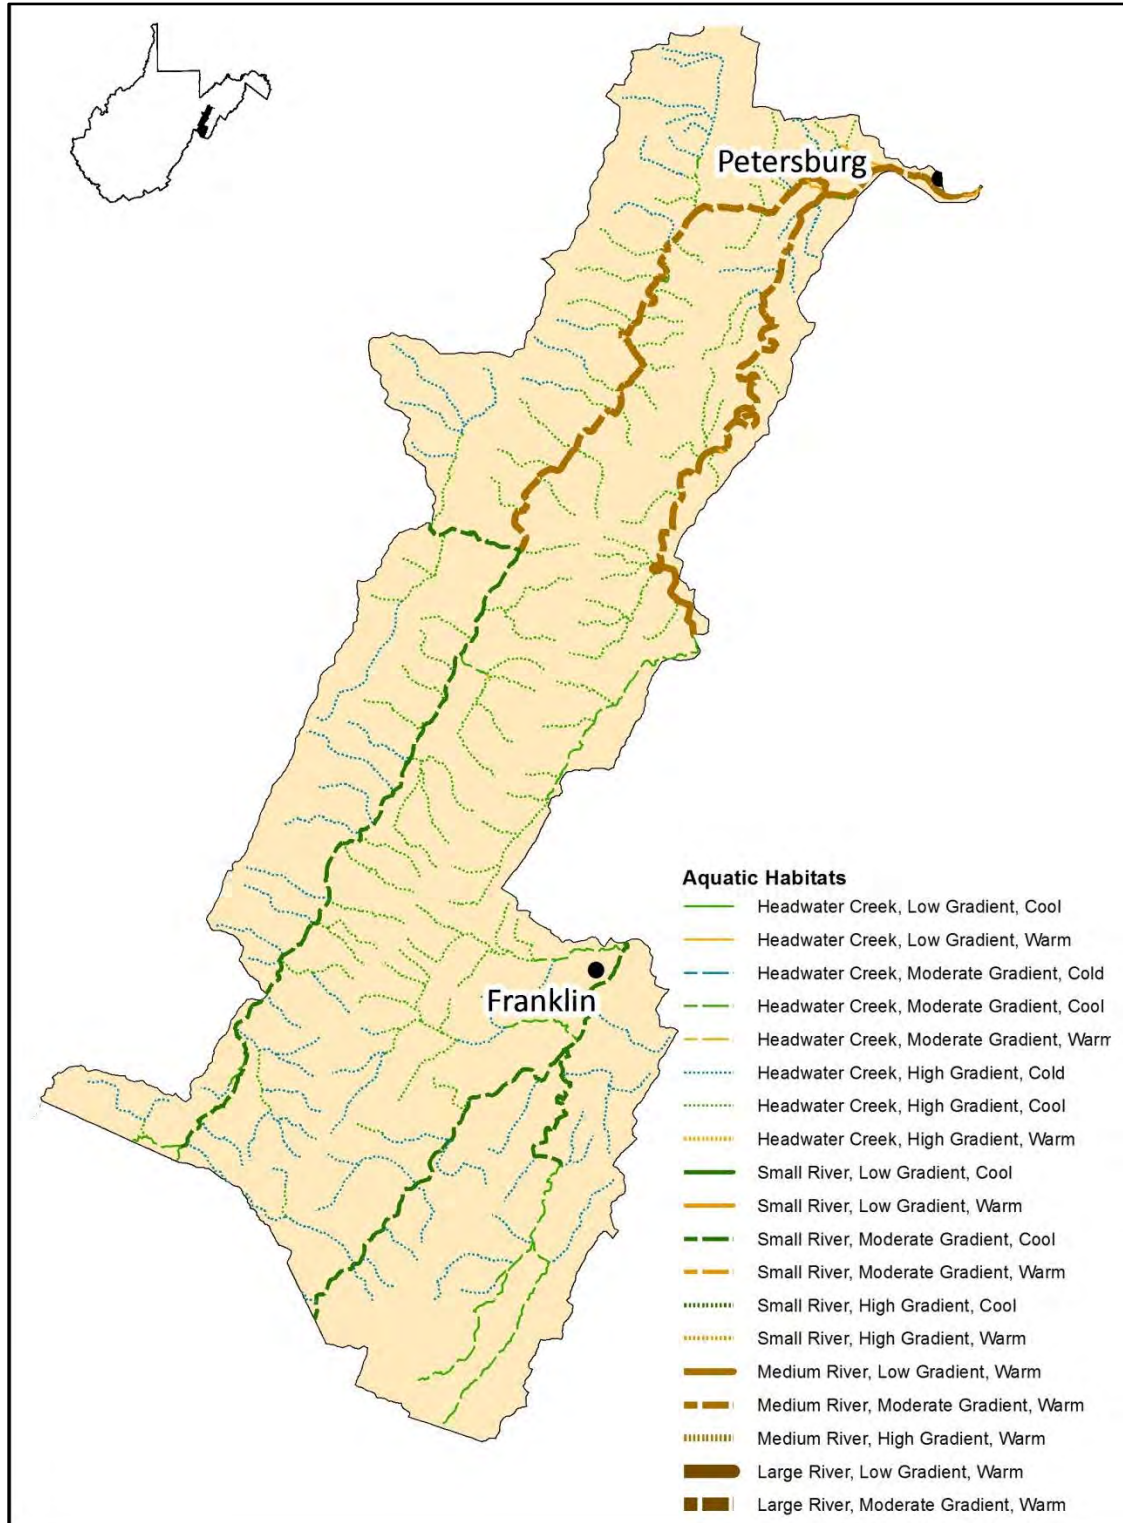 Petersburg
Franklin
Aquatic Habitats
Headwater Creek, Low Gradient, Cool
Headwater Creek, Low Gradient, Warm
Headwater Creek, Moderate Gradient, Cold
Headwater Creek, Moderate Gradient, Cool
Headwater Creek, Moderate Gradient, Warm
Headwater Creek, High Gradient, Cold
Headwater Creek, High Gradient, Cool
Headwater Creek, High Gradient, Warm
Small River, Low Gradient, Cool
Small River, Low Gradient, Warm
Small River, Moderate Gradient, Cool
Small River, Moderate Gradient, Warm
Small River, High Gradient, Cool
Small River, High Gradient, Warm
Medium River, Low Gradient, Warm
Medium River, Moderate Gradient, Warm
Medium River, High Gradient, Warm
Large River, Low Gradient, Warm
Large River, Moderate Gradient, Warm